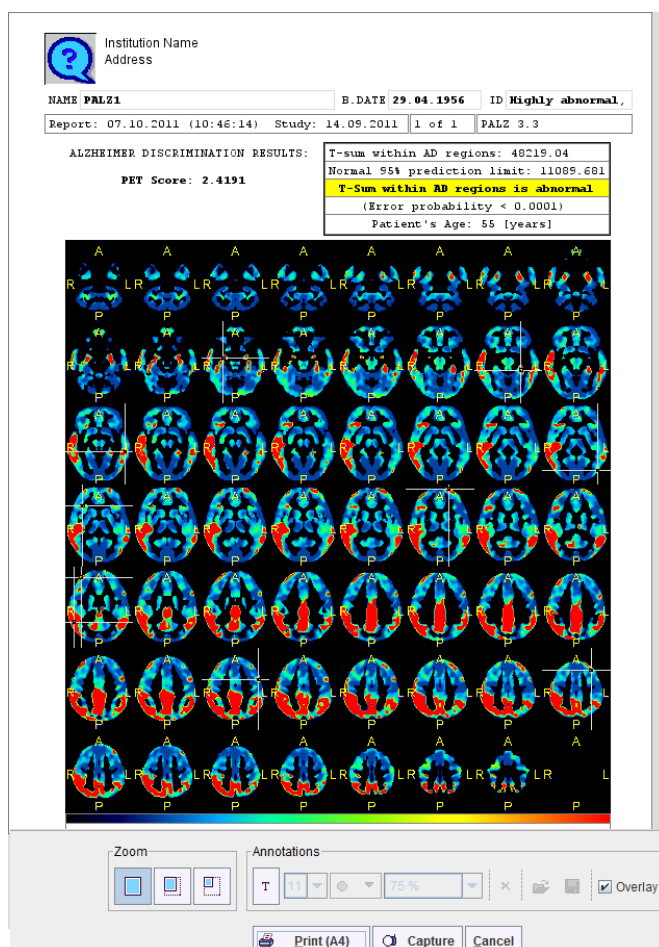 ?
Institution Name
Address
NAME PALZ1 B.DATE 29.04.1956 ID Highly abnormal,
Report: 07.10.2011 (10:46:14) Study: 14.09.2011 1 of 1 PALZ 3.3
ALZHEIMER DISCRIMINATION RESULTS:
PET Score: 2.4191
T-sum within AD regions: 48219.04
Normal 95% prediction limit: 11089.681
T-Sum within AD regions is abnormal
(Error probability < 0.0001)
Patient's Age: 55 [years]
A A A A A A A A
R L R L R L R L R L R L R L R L
P P P P P P P P
A A A A A A A A
R L R L R L R L R L R L R L R L
P P P P P P P P
A A A A A A A A
R L R L R L R L R L R L R L R L
P P P P P P P P
A A A A A A A A
R L R L R L R L R L R L R L R L
P P P P P P P P
A A A A A A A A
R L R L R L R L R L R L R L R L
P P P P P P P P
A A A A A A A A
R L R L R L R L R L R L R L R L
P P P P P P P P
A A A A A A A A
R L R L R L R L R L R L R L R L
P P P P P P P P
Zoom Annotations
T 11 75 % Overlay
Print (A4) Capture Cancel